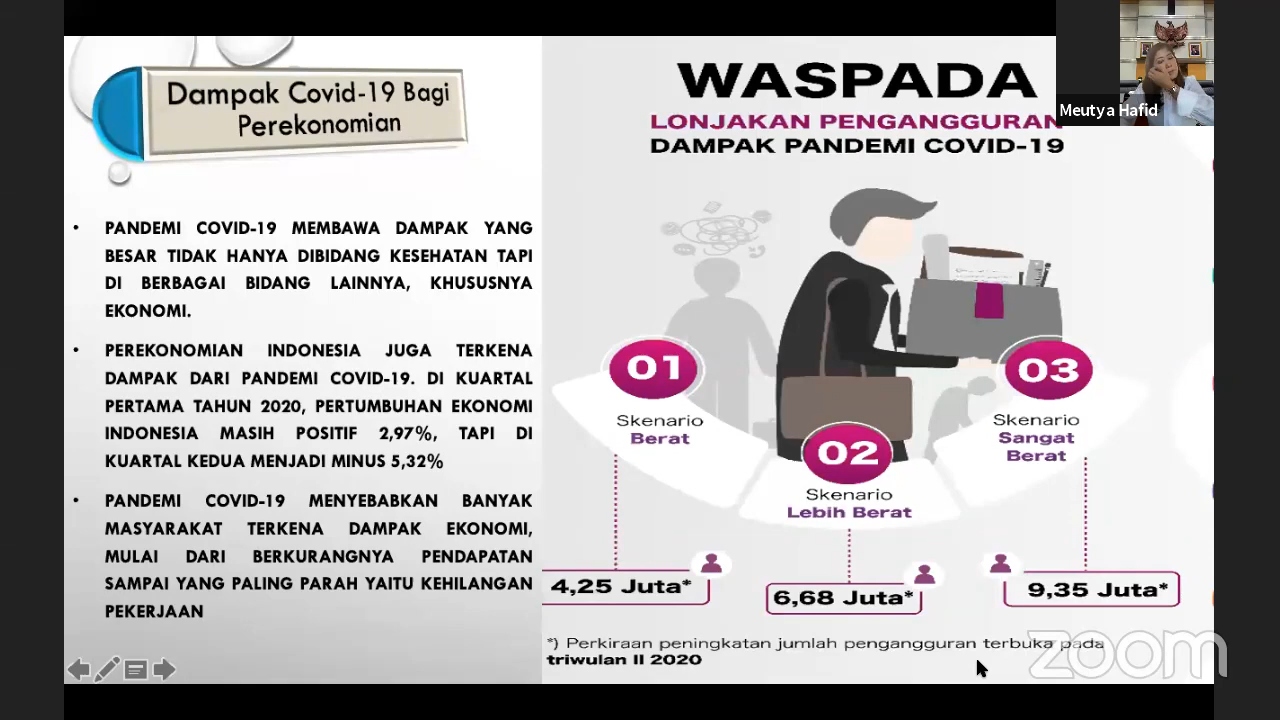 Dampak Covid-19 Bagi
Perekonomian
• PANDEMI COVID-19 MEMBAWA DAMPAK YANG
BESAR TIDAK HANYA DIBIDANG KESEHATAN TAPI
DI BERBAGAI BIDANG LAINNYA, KHUSUSNYA
EKONOMI.
• PEREKONOMIAN INDONESIA JUGA TERKENA
DAMPAK DARI PANDEMI COVID-19. DI KUARTAL
PERTAMA TAHUN 2020, PERTUMBUHAN EKONOMI
INDONESIA MASIH POSITIF 2,97%, TAPI DI
KUARTAL KEDUA MENJADI MINUS 5,32%
• PANDEMI COVID-19 MENYEBABKAN BANYAK
MASYARAKAT TERKENA DAMPAK EKONOMI,
MULAI DARI BERKURANGNYA PENDAPATAN
SAMPAI YANG PALING PARAH YAITU KEHILANGAN
PEKERJAAN
WASPADA
LONJAKAN PENGANGGURAN
DAMPAK PANDEMI COVID-19
01
Skenario
Berat
4,25 Juta*
02
Skenario
Lebih Berat
6,68 Juta*
03
Skenario
Sangat
Berat
9,35 Juta*
*) Perkiraan peningkatan jumlah pengangguran terbuka pada
triwulan II 2020
Meutya Hafid
zoom